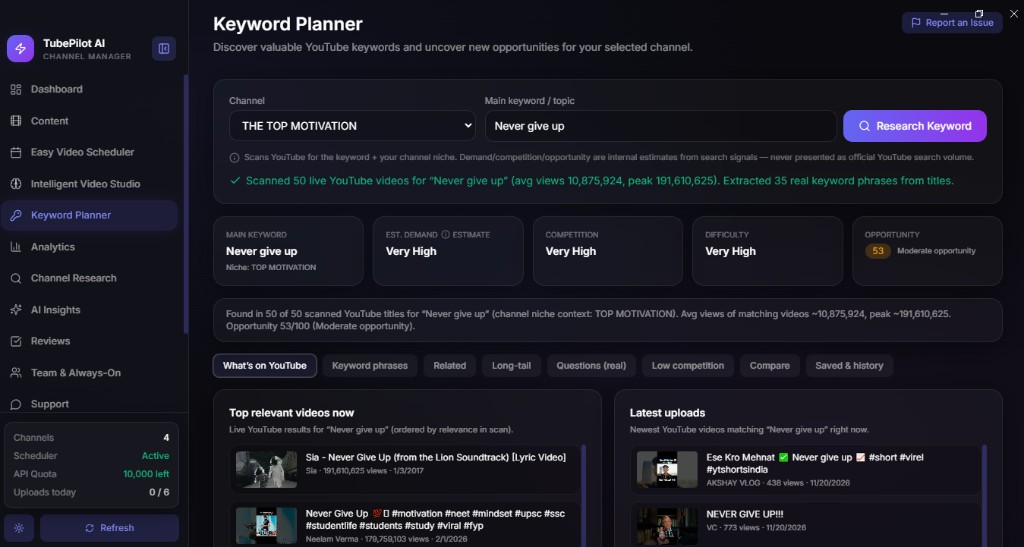 TubePilot AI
CHANNEL MANAGER
Dashboard
Content
Easy Video Scheduler
Intelligent Video Studio
Keyword Planner
Analytics
Channel Research
AI Insights
Reviews
Team & Always-On
Support
Channels 4
Scheduler Active
API Quota 10,000 left
Uploads today 0 / 6
Refresh
Keyword Planner
Report an Issue
Discover valuable YouTube keywords and uncover new opportunities for your selected channel.
Channel
THE TOP MOTIVATION
Main keyword / topic
Never give up
Research Keyword
Scans YouTube for the keyword + your channel niche. Demand/competition/opportunity are internal estimates from search signals — never presented as official YouTube search volume.
Scanned 50 live YouTube videos for “Never give up” (avg views 10,875,924, peak 191,610,625). Extracted 35 real keyword phrases from titles.
MAIN KEYWORD
Never give up
Niche: TOP MOTIVATION
EST. DEMAND ESTIMATE
Very High
COMPETITION
Very High
DIFFICULTY
Very High
OPPORTUNITY
53 Moderate opportunity
Found in 50 of 50 scanned YouTube titles for “Never give up” (channel niche context: TOP MOTIVATION). Avg views of matching videos ~10,875,924, peak ~191,610,625.
Opportunity 53/100 (Moderate opportunity).
What's on YouTube
Keyword phrases
Related
Long-tail
Questions (real)
Low competition
Compare
Saved & history
Top relevant videos now
Live YouTube results for “Never give up” (ordered by relevance in scan).
Sia - Never Give Up (from the Lion Soundtrack) [Lyric Video]
Sia · 191,610,625 views · 1/3/2017
Never Give Up 💯 #motivation #neet #mindset #upsc #ssc
#studentlife #students #study #viral #fyp
Neelam Verma · 179,759,103 views · 2/1/2026
Latest uploads
Newest YouTube videos matching “Never give up” right now.
Ese Kro Mehnat ✅ Never give up 📈 #short #virel
#ytshortsindia
AKSHAY VLOG · 438 views · 11/20/2026
NEVER GIVE UP!!!
VC · 773 views · 11/20/2026